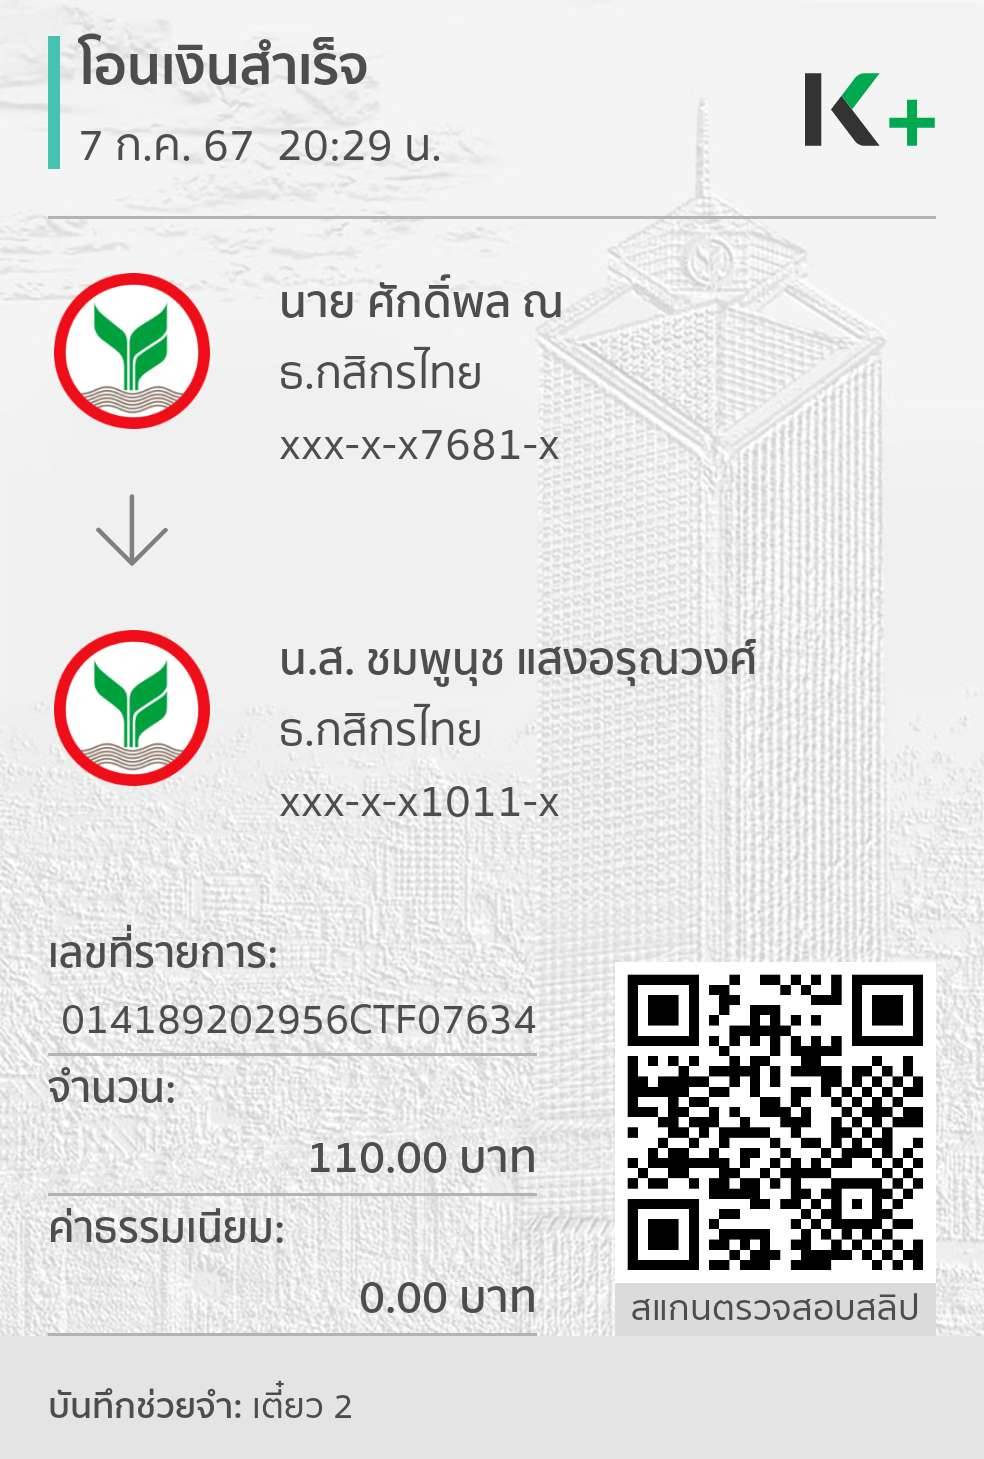 โอนเงินสำเร็จ
7 ก.ค. 67 20:29 น.
K+
นาย ศักดิ์พล ณ
ธ.กสิกรไทย
xxx-x-x7681-x
น.ส. ชมพูนุช แสงอรุณวงศ์
ธ.กสิกรไทย
xxx-x-x1011-x
เลขที่รายการ:
014189202956CTF07634
จำนวน:
110.00 บาท
ค่าธรรมเนียม:
0.00 บาท
สแกนตรวจสอบสลิป
บันทึกช่วยจำ: เตี๋ยว 2